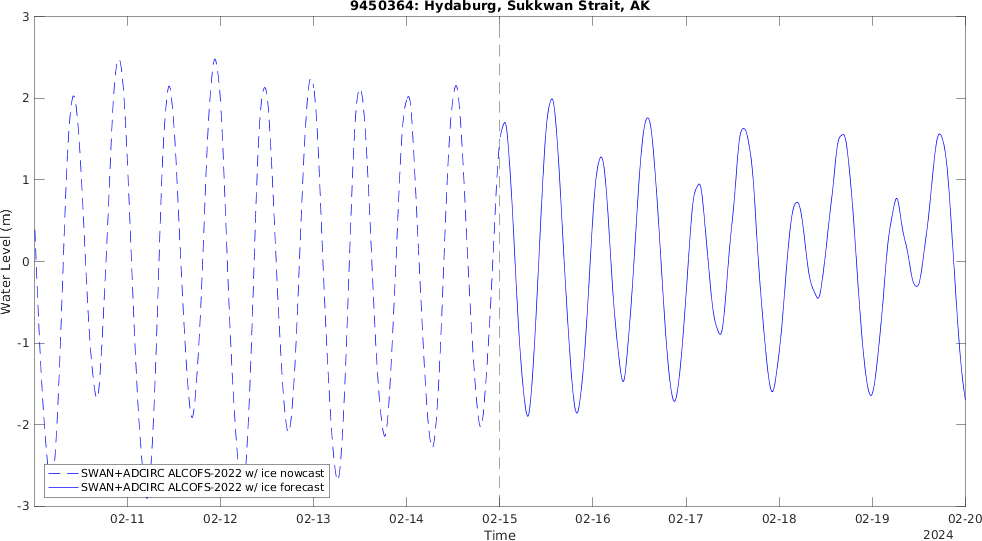 9450364: Hydaburg, Sukkwan Strait, AK
3
2
1
0
-1
-2
-3
Water Level (m)
SWAN+ADCIRC ALCOFS-2022 w/ ice nowcast
SWAN+ADCIRC ALCOFS-2022 w/ ice forecast
02-11 02-12 02-13 02-14 02-15 02-16 02-17 02-18 02-19 02-20
Time
2024